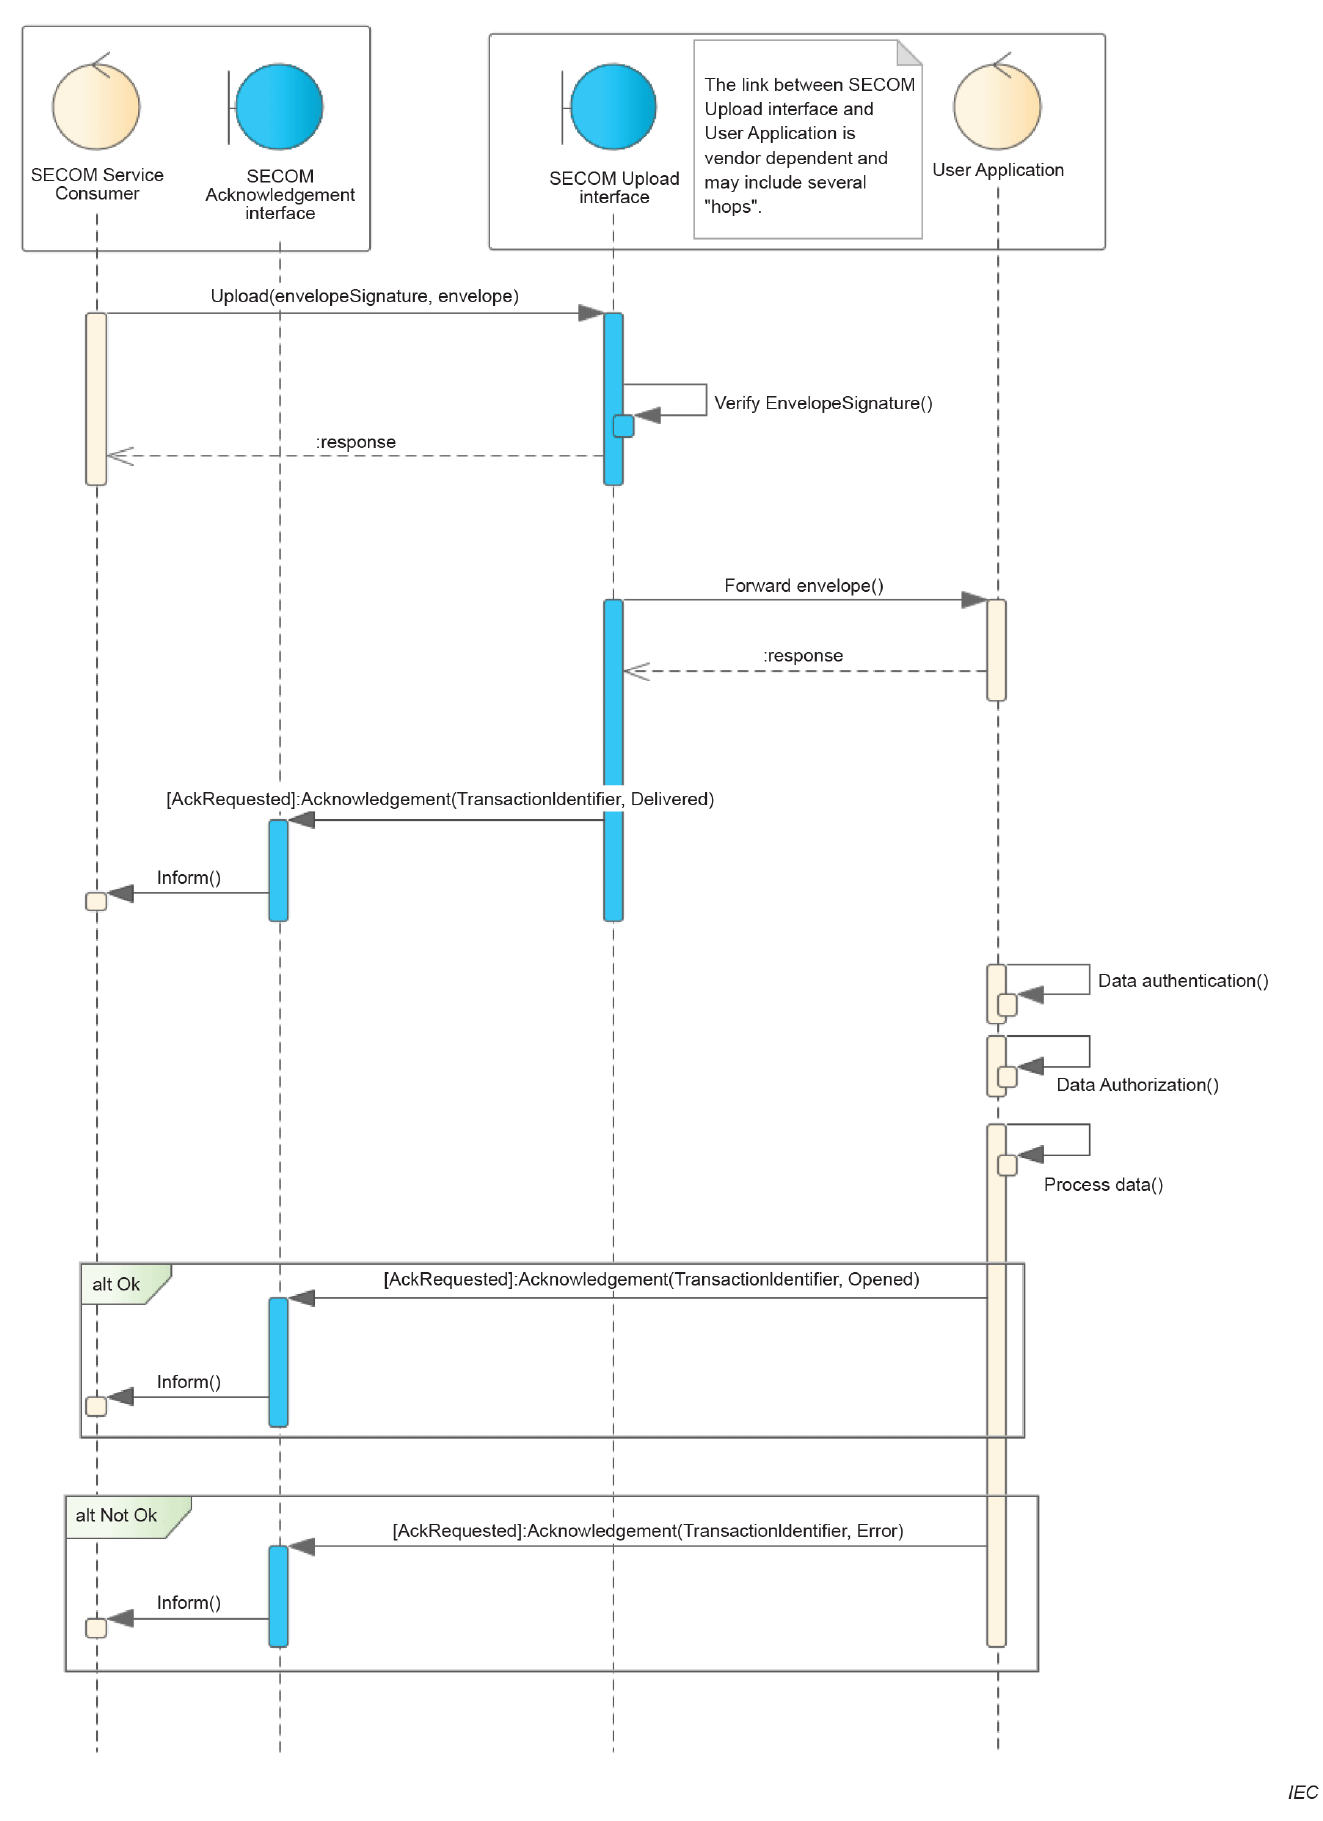 SECOM Service
Consumer
SECOM
Acknowledgement
interface
SECOM Upload
interface
The link between SECOM
Upload interface and
User Application is
vendor dependent and
may include several
"hops".
User Application
Upload(envelopeSignature, envelope)
Verify EnvelopeSignature()
:response
Forward envelope()
:response
[AckRequested]:Acknowledgement(TransactionIdentifier, Delivered)
Inform()
Data authentication()
Data Authorization()
Process data()
alt Ok
[AckRequested]:Acknowledgement(TransactionIdentifier, Opened)
Inform()
alt Not Ok
[AckRequested]:Acknowledgement(TransactionIdentifier, Error)
Inform()
IEC